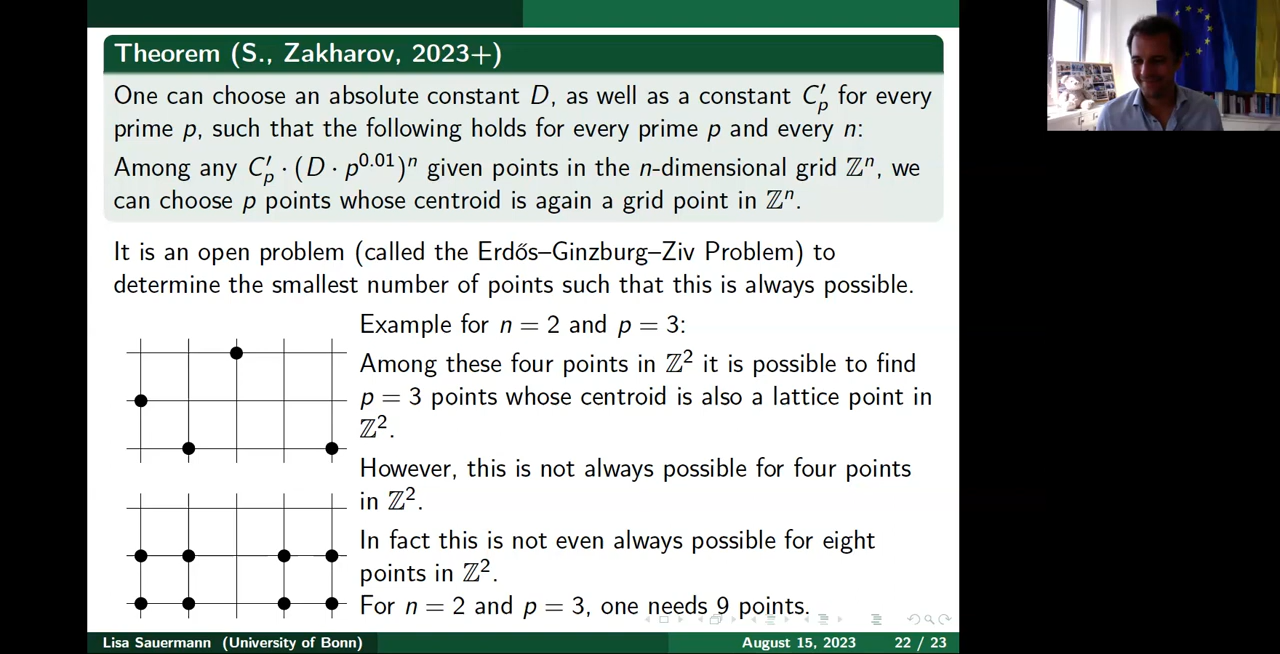 Theorem (S., Zakharov, 2023+)
One can choose an absolute constant D, as well as a constant C′ₚ for every
prime p, such that the following holds for every prime p and every n:
Among any C′ₚ · (D · p⁰·⁰¹)ⁿ given points in the n-dimensional grid ℤⁿ, we
can choose p points whose centroid is again a grid point in ℤⁿ.
It is an open problem (called the Erdős–Ginzburg–Ziv Problem) to
determine the smallest number of points such that this is always possible.
Example for n = 2 and p = 3:
Among these four points in ℤ² it is possible to find
p = 3 points whose centroid is also a lattice point in
ℤ².
However, this is not always possible for four points
in ℤ².
In fact this is not even always possible for eight
points in ℤ².
For n = 2 and p = 3, one needs 9 points.
Lisa Sauermann (University of Bonn) August 15, 2023 22 / 23